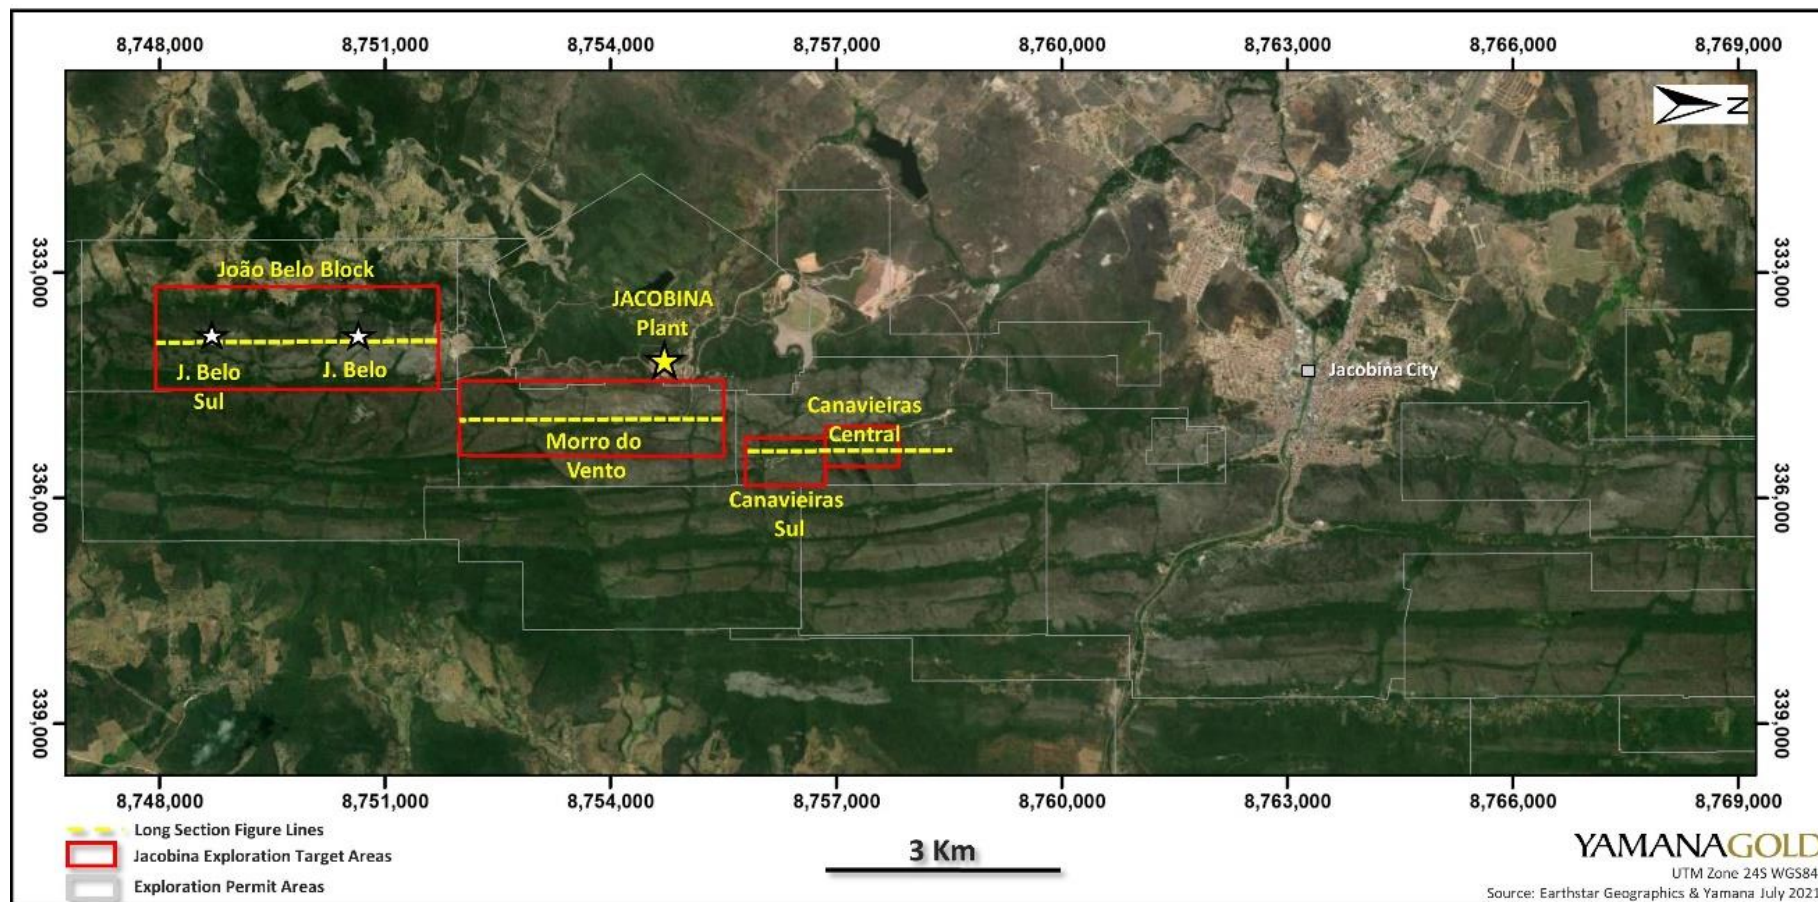 8,748,000 8,751,000 8,754,000 8,757,000 8,760,000 8,763,000 8,766,000 8,769,000
N
333,000
333,000
João Belo Block
JACOBINA
Plant
J. Belo
Sul
J. Belo
Jacobina City
Canavieiras
Central
Morro do
Vento
Canavieiras
Sul
336,000
336,000
339,000
339,000
8,748,000 8,751,000 8,754,000 8,757,000 8,760,000 8,763,000 8,766,000 8,769,000
Long Section Figure Lines
Jacobina Exploration Target Areas
Exploration Permit Areas
3 Km
YAMANAGOLD
UTM Zone 24S WGS84
Source: Earthstar Geographics & Yamana July 2021